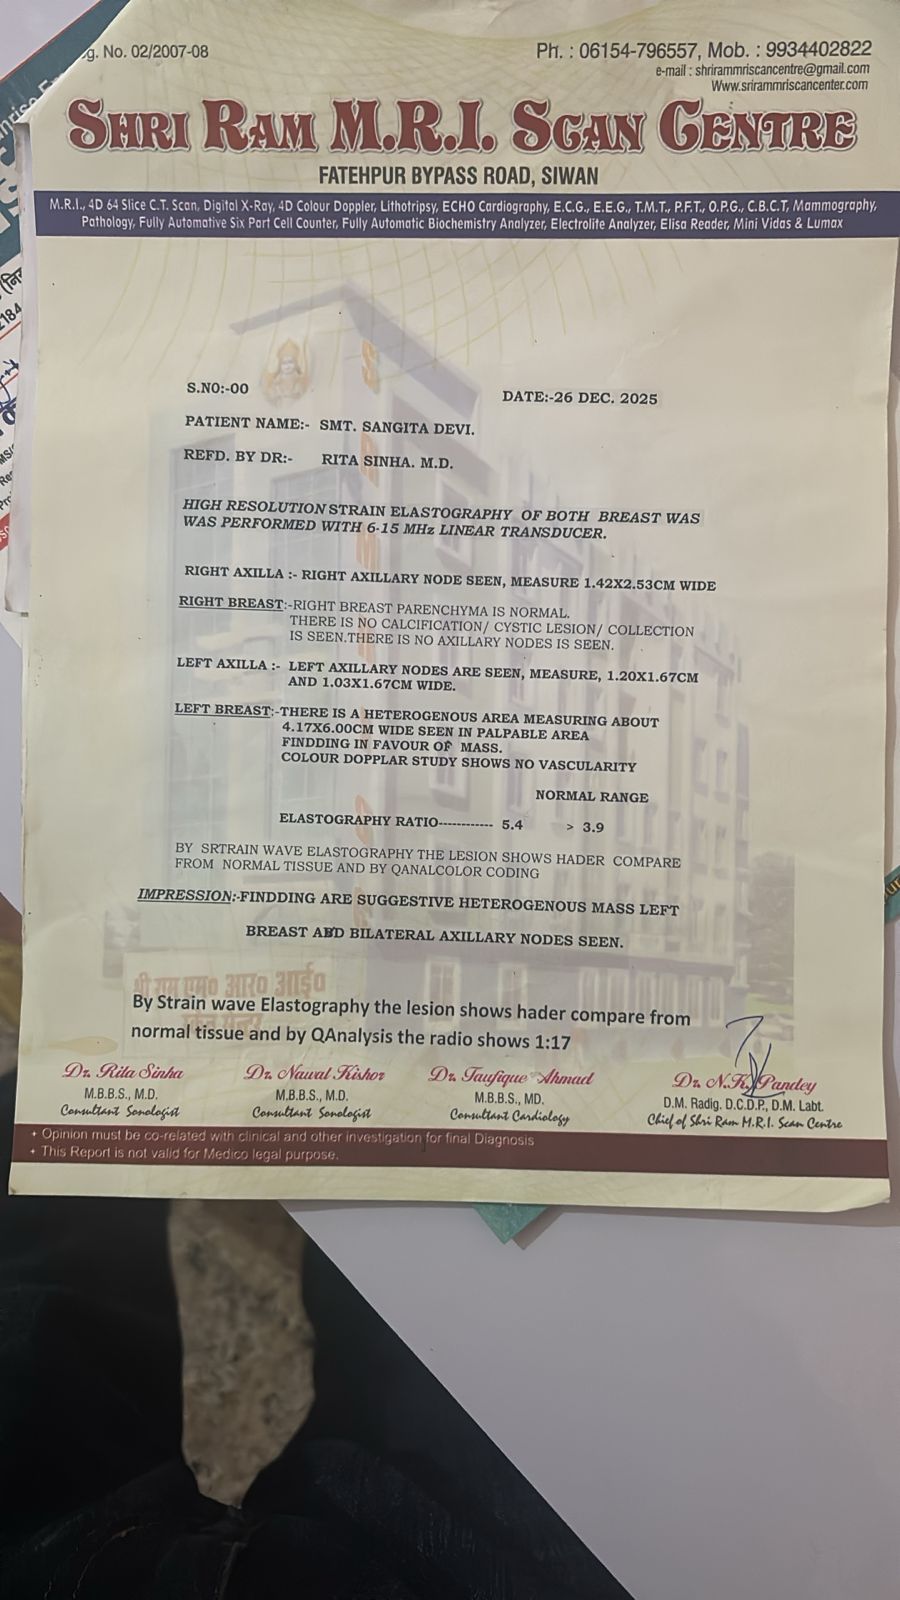 g. No. 02/2007-08
Ph. : 06154-796557, Mob. : 9934402822
e-mail : shrirammriscancentre@gmail.com
Www.srirammriscancenter.com
SHRI RAM M.R.I. SCAN CENTRE
FATEHPUR BYPASS ROAD, SIWAN
M.R.I., 4D 64 Slice C.T. Scan, Digital X-Ray, 4D Colour Doppler, Lithotripsy, ECHO Cardiography, E.C.G., E.E.G., T.M.T., P.F.T., O.P.G., C.B.C.T, Mammography,
Pathology, Fully Automative Six Part Cell Counter, Fully Automatic Biochemistry Analyzer, Electrolite Analyzer, Elisa Reader, Mini Vidas & Lumax
S.NO:-00
DATE:-26 DEC. 2025
PATIENT NAME:- SMT. SANGITA DEVI.
REFD. BY DR:- RITA SINHA. M.D.
HIGH RESOLUTION STRAIN ELASTOGRAPHY OF BOTH BREAST WAS
WAS PERFORMED WITH 6-15 MHz LINEAR TRANSDUCER.
RIGHT AXILLA :- RIGHT AXILLARY NODE SEEN, MEASURE 1.42X2.53CM WIDE
RIGHT BREAST:-RIGHT BREAST PARENCHYMA IS NORMAL.
THERE IS NO CALCIFICATION/ CYSTIC LESION/ COLLECTION
IS SEEN.THERE IS NO AXILLARY NODES IS SEEN.
LEFT AXILLA :- LEFT AXILLARY NODES ARE SEEN, MEASURE, 1.20X1.67CM
AND 1.03X1.67CM WIDE.
LEFT BREAST:-THERE IS A HETEROGENOUS AREA MEASURING ABOUT
4.17X6.00CM WIDE SEEN IN PALPABLE AREA
FINDDING IN FAVOUR OF MASS.
COLOUR DOPPLAR STUDY SHOWS NO VASCULARITY
NORMAL RANGE
ELASTOGRAPHY RATIO------------ 5.4 > 3.9
BY SRTRAIN WAVE ELASTOGRAPHY THE LESION SHOWS HADER COMPARE
FROM NORMAL TISSUE AND BY QANALCOLOR CODING
IMPRESSION:-FINDDING ARE SUGGESTIVE HETEROGENOUS MASS LEFT
BREAST AND BILATERAL AXILLARY NODES SEEN.
श्री राम एम० आर० आई०
By Strain wave Elastography the lesion shows hader compare from
normal tissue and by QAnalysis the radio shows 1:17
Dr. Rita Sinha
M.B.B.S., M.D.
Consultant Sonologist
Dr. Nawal Kishor
M.B.B.S., M.D.
Consultant Sonologist
Dr. Taufique Ahmad
M.B.B.S., MD.
Consultant Cardiology
Dr. N.K. Pandey
D.M. Radig. D.C.D.P., D.M. Labt.
Chief of Shri Ram M.R.I. Scan Centre
+ Opinion must be co-related with clinical and other investigation for final Diagnosis
+ This Report is not valid for Medico legal purpose.